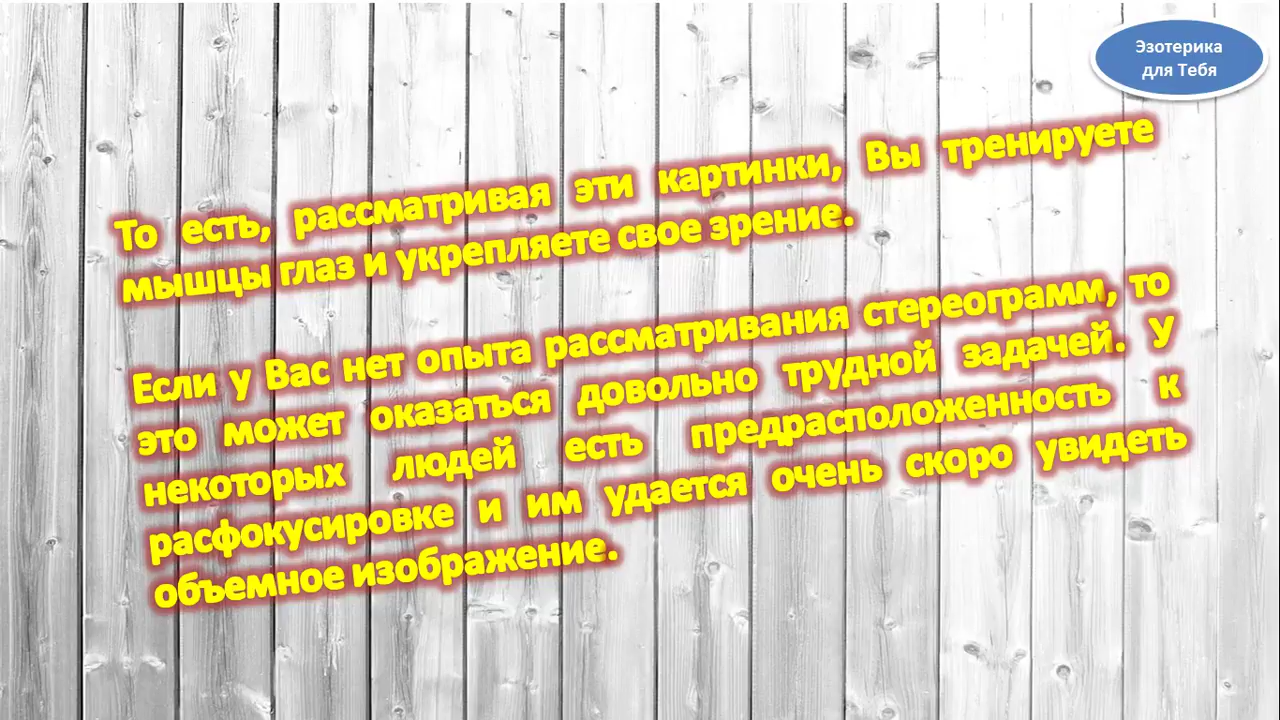 Эзотерика
для Тебя
То есть, рассматривая эти картинки, Вы тренируете
мышцы глаз и укрепляете свое зрение.
Если у Вас нет опыта рассматривания стереограмм, то
это может оказаться довольно трудной задачей. У
некоторых людей есть предрасположенность к
расфокусировке и им удается очень скоро увидеть
объемное изображение.